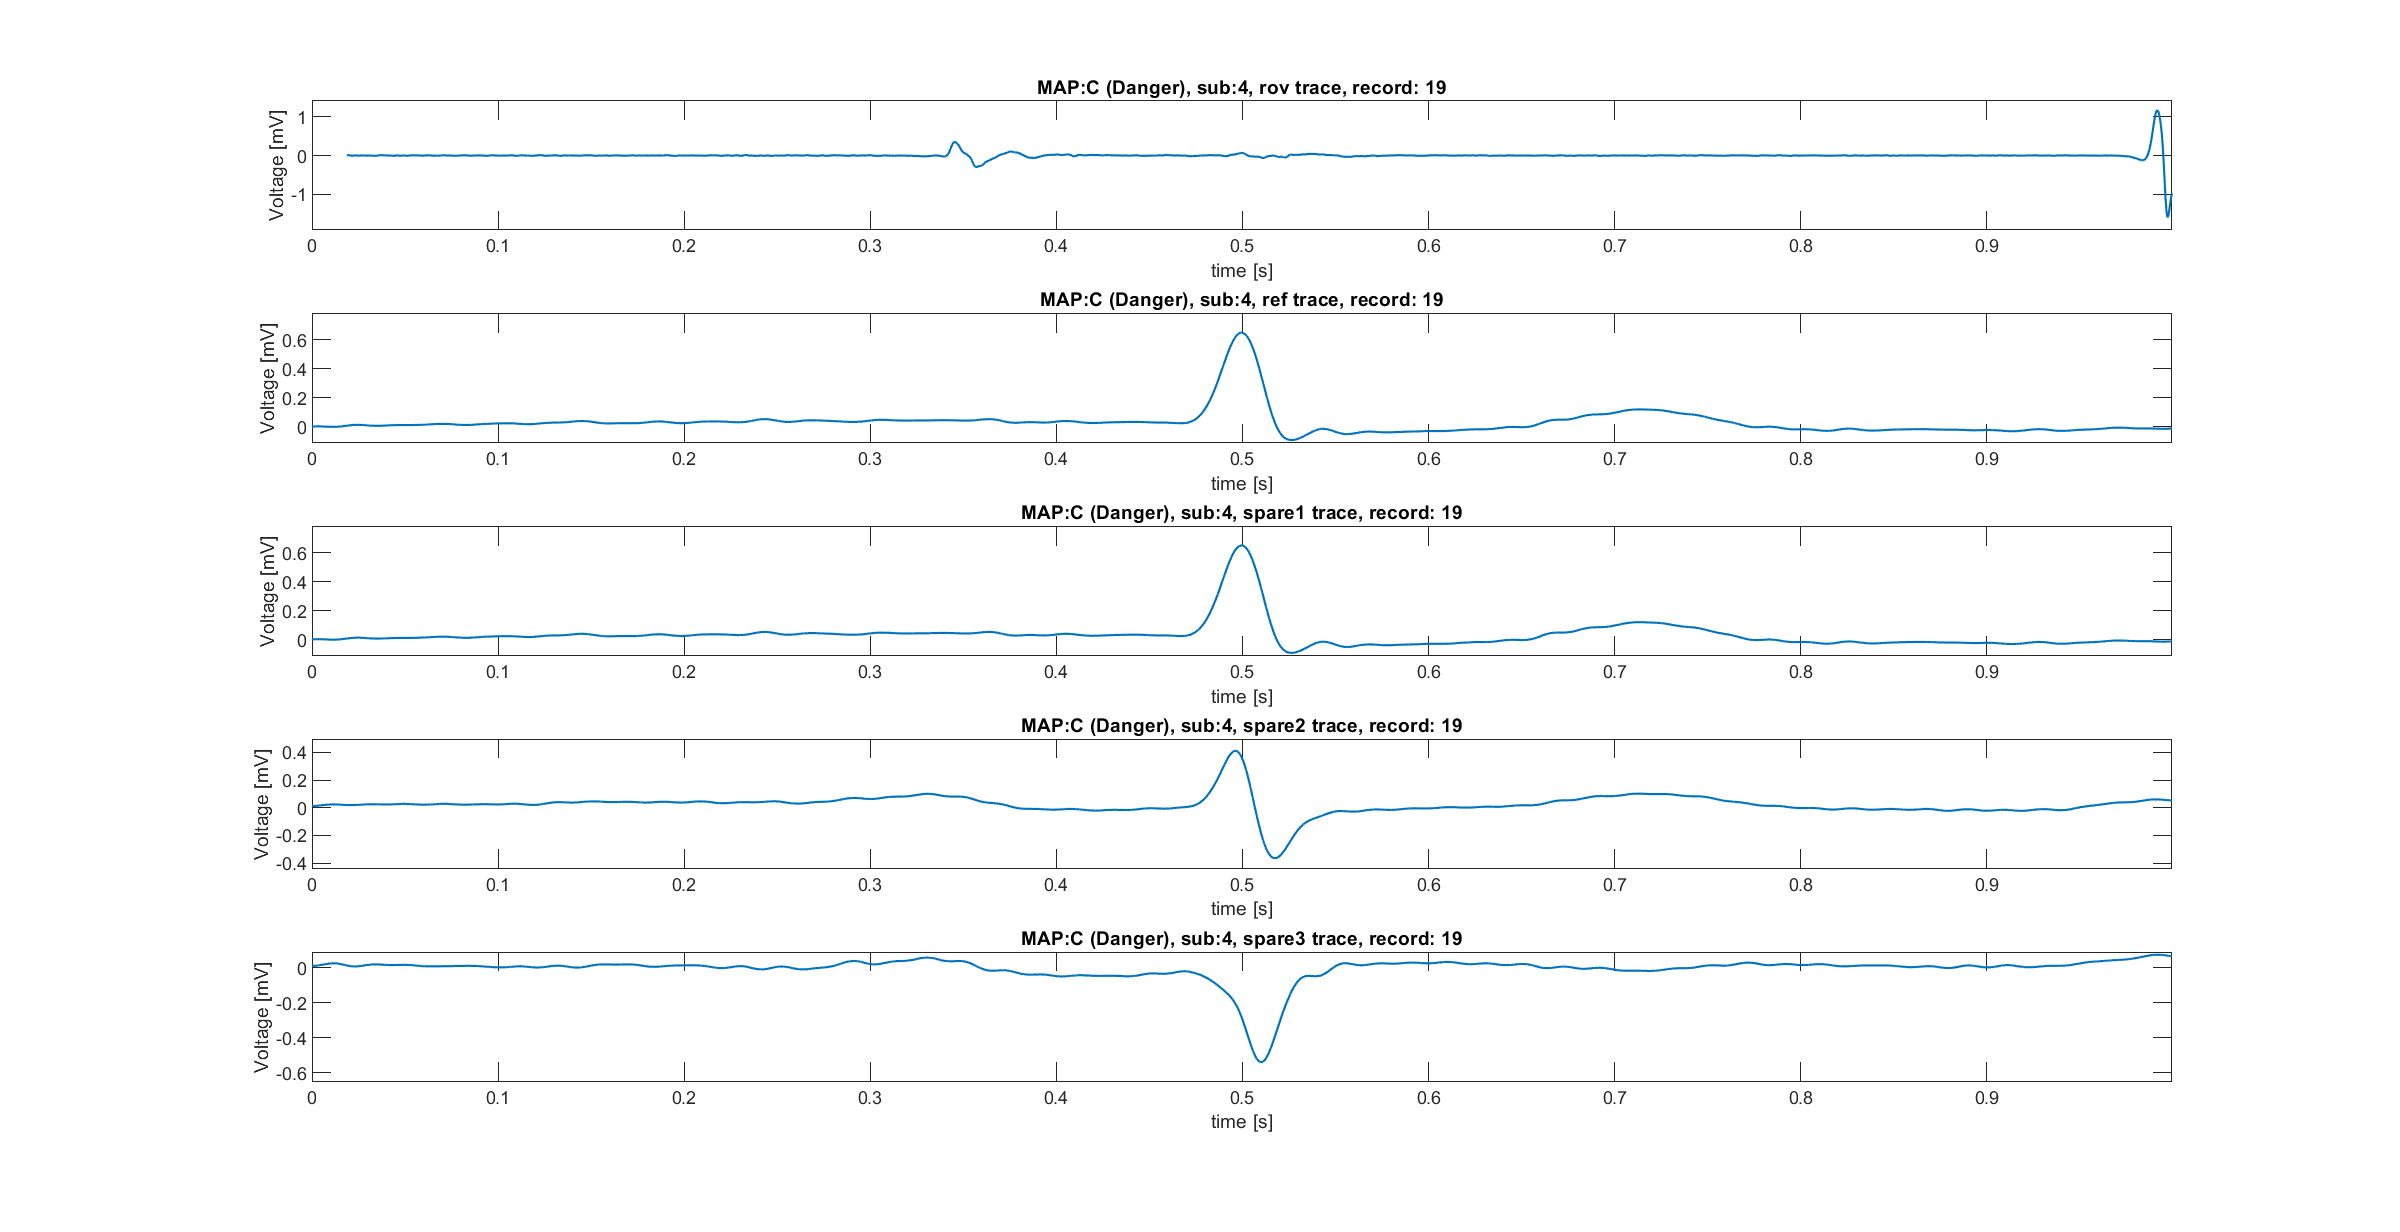 MAP:C (Danger), sub:4, rov trace, record: 19
Voltage [mV]
1
0
-1
0 0.1 0.2 0.3 0.4 0.5 0.6 0.7 0.8 0.9
time [s]
MAP:C (Danger), sub:4, ref trace, record: 19
Voltage [mV]
0.6
0.4
0.2
0
0 0.1 0.2 0.3 0.4 0.5 0.6 0.7 0.8 0.9
time [s]
MAP:C (Danger), sub:4, spare1 trace, record: 19
Voltage [mV]
0.6
0.4
0.2
0
0 0.1 0.2 0.3 0.4 0.5 0.6 0.7 0.8 0.9
time [s]
MAP:C (Danger), sub:4, spare2 trace, record: 19
Voltage [mV]
0.4
0.2
0
-0.2
-0.4
0 0.1 0.2 0.3 0.4 0.5 0.6 0.7 0.8 0.9
time [s]
MAP:C (Danger), sub:4, spare3 trace, record: 19
Voltage [mV]
0
-0.2
-0.4
-0.6
0 0.1 0.2 0.3 0.4 0.5 0.6 0.7 0.8 0.9
time [s]